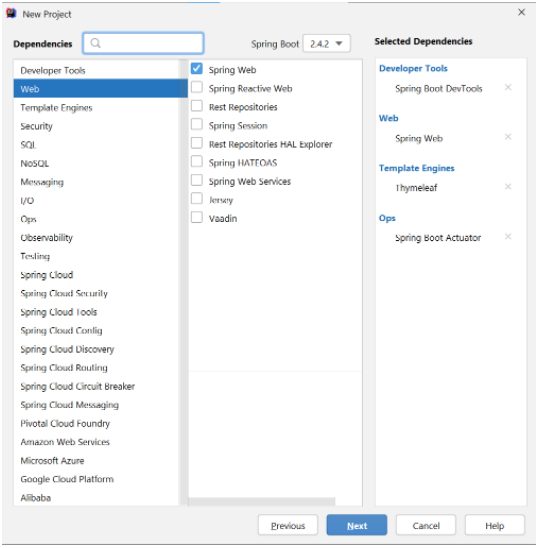 New Project
Dependencies
Spring Boot 2.4.2
Selected Dependencies
Developer Tools
Web
Template Engines
Security
SQL
NoSQL
Messaging
I/O
Ops
Observability
Testing
Spring Cloud
Spring Cloud Security
Spring Cloud Tools
Spring Cloud Config
Spring Cloud Discovery
Spring Cloud Routing
Spring Cloud Circuit Breaker
Spring Cloud Messaging
Pivotal Cloud Foundry
Amazon Web Services
Microsoft Azure
Google Cloud Platform
Alibaba
Spring Web
Spring Reactive Web
Rest Repositories
Spring Session
Rest Repositories HAL Explorer
Spring HATEOAS
Spring Web Services
Jersey
Vaadin
Developer Tools
Spring Boot DevTools
Web
Spring Web
Template Engines
Thymeleaf
Ops
Spring Boot Actuator
Previous
Next
Cancel
Help